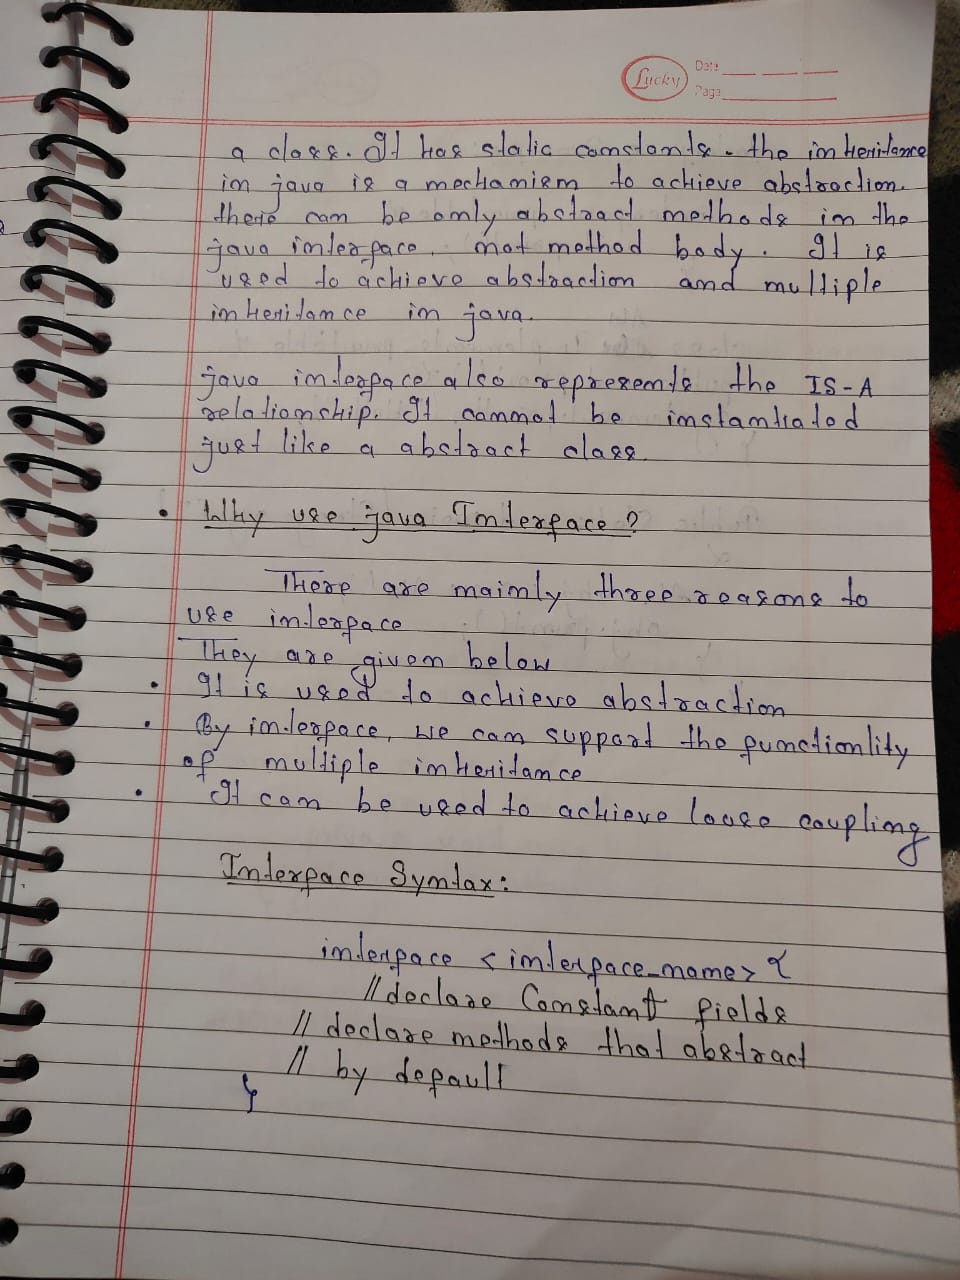 Lucky
Date
Page
a class. It has static constants. the inheritance
in java is a mechanism to achieve abstraction.
there can be only abstract methods in the
java interface, not method body. It is
used to achieve abstraction and multiple
inheritance in java.
java interface also represents the IS-A
relationship. It cannot be instantiated
just like a abstract class
• Why use java Interface?
There are mainly three reasons to
use interface
They are given below
• It is used to achieve abstraction
• By interface, we can support the functionlity
of multiple inheritance
• It can be used to achieve loose coupling
Interface Syntax:
interface <interface_name> {
// declare Constant fields
// declare methods that abstract
// by default
}